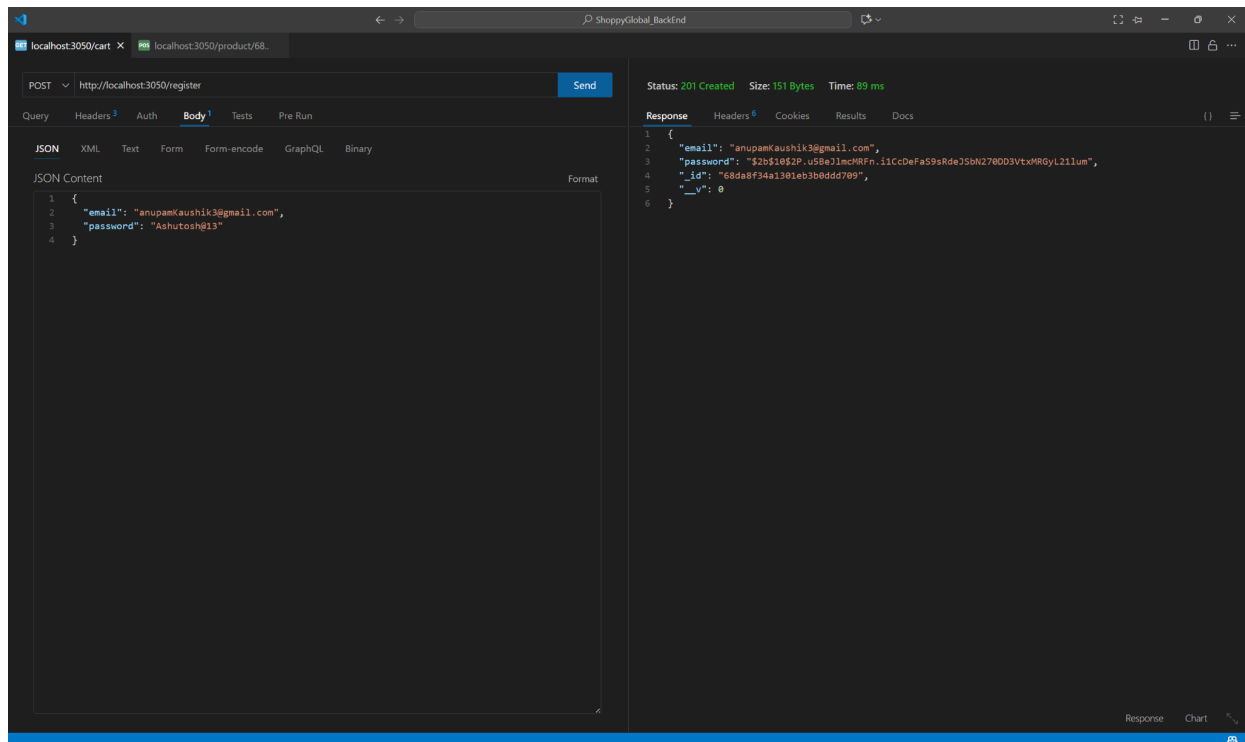 ShoppyGlobal_BackEnd
GET localhost:3050/cart POS localhost:3050/product/68..
POST http://localhost:3050/register Send
Query Headers 3 Auth Body 1 Tests Pre Run
JSON XML Text Form Form-encode GraphQL Binary
JSON Content Format
1 {
2 "email": "anupamKaushik3@gmail.com",
3 "password": "Ashutosh@13"
4 }
Status: 201 Created Size: 151 Bytes Time: 89 ms
Response Headers 6 Cookies Results Docs {}
1 {
2 "email": "anupamKaushik3@gmail.com",
3 "password": "$2b$10$2P.u5BeJlmcMRFn.i1CcDeFaS9sRdeJSbN270DD3VtxMRGyL21lum",
4 "_id": "68da8f34a1301eb3b0ddd709",
5 "__v": 0
6 }
Response Chart